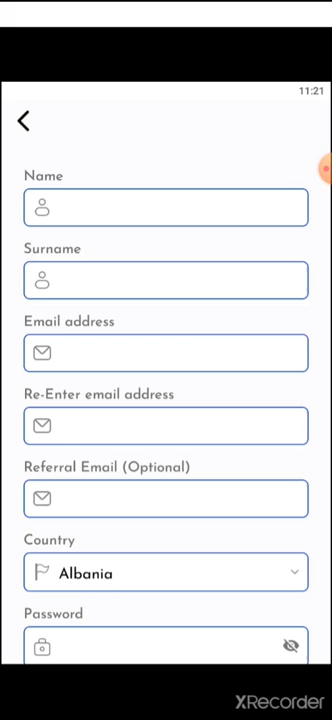 11:21
Name
Surname
Email address
Re-Enter email address
Referral Email (Optional)
Country
Albania
Password
XRecorder